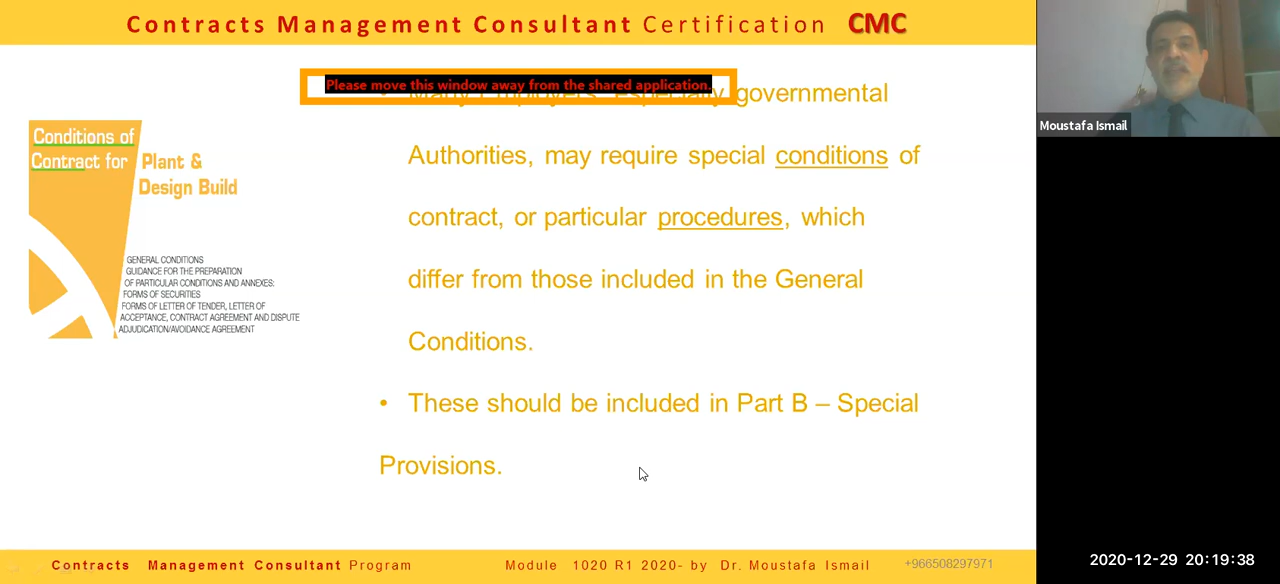 Contracts Management Consultant Certification CMC
Please move this window away from the shared application.
• Many Employers, especially governmental
Authorities, may require special conditions of
contract, or particular procedures, which
differ from those included in the General
Conditions.
• These should be included in Part B – Special
Provisions.
Conditions of
Contract for Plant &
Design Build
GENERAL CONDITIONS
GUIDANCE FOR THE PREPARATION
OF PARTICULAR CONDITIONS AND ANNEXES:
FORMS OF SECURITIES
FORMS OF LETTER OF TENDER, LETTER OF
ACCEPTANCE, CONTRACT AGREEMENT AND DISPUTE
ADJUDICATION/AVOIDANCE AGREEMENT
Moustafa Ismail
Contracts Management Consultant Program
Module 1020 R1 2020- by Dr. Moustafa Ismail
+966508297971
2020-12-29 20:19:38